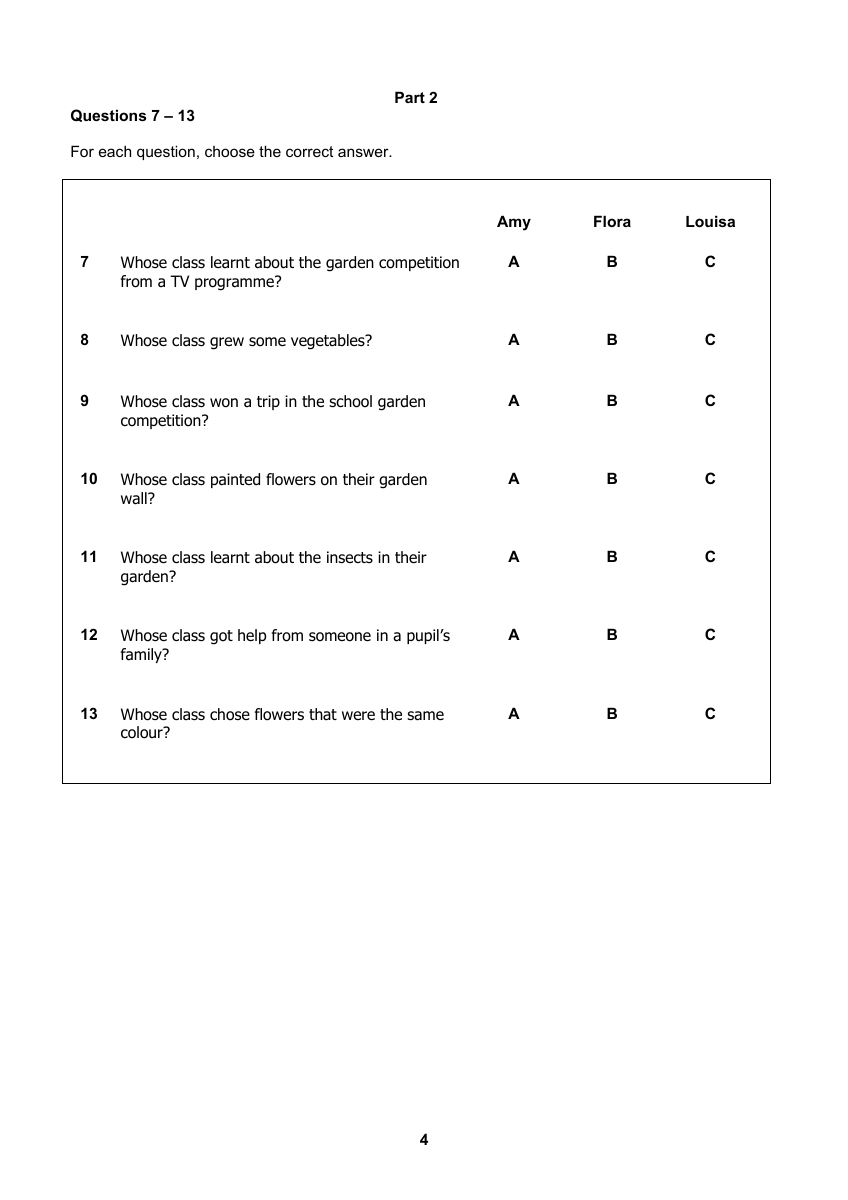 Part 2
Questions 7 – 13
For each question, choose the correct answer.
Amy Flora Louisa
7 Whose class learnt about the garden competition A B C
from a TV programme?
8 Whose class grew some vegetables? A B C
9 Whose class won a trip in the school garden A B C
competition?
10 Whose class painted flowers on their garden A B C
wall?
11 Whose class learnt about the insects in their A B C
garden?
12 Whose class got help from someone in a pupil’s A B C
family?
13 Whose class chose flowers that were the same A B C
colour?
4